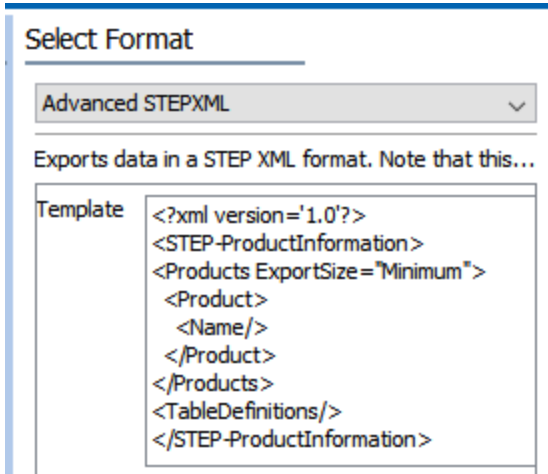 Select Format
Advanced STEPXML
Exports data in a STEP XML format. Note that this...
Template
<?xml version='1.0'?>
<STEP-ProductInformation>
<Products ExportSize="Minimum">
<Product>
<Name/>
</Product>
</Products>
<TableDefinitions/>
</STEP-ProductInformation>